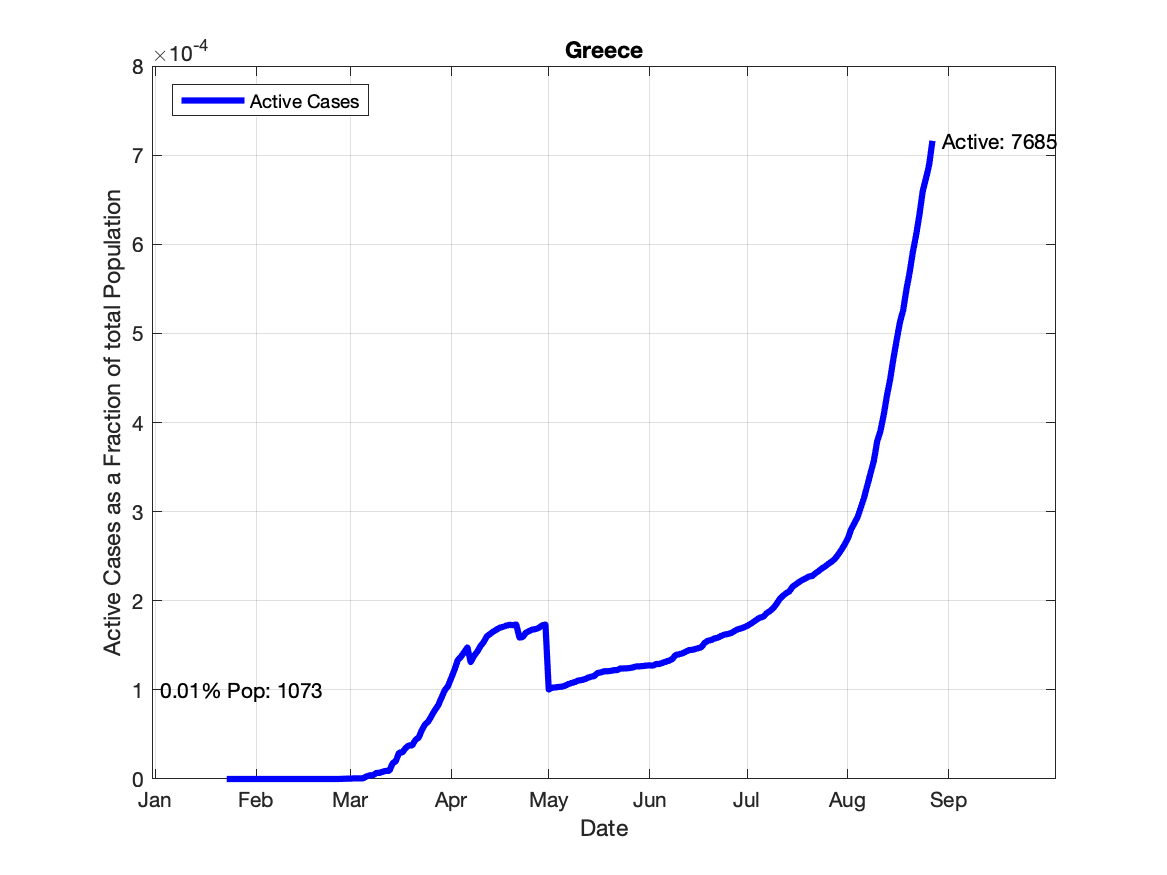 Greece
×10-4
Active Cases
Active: 7685
0.01% Pop: 1073
Active Cases as a Fraction of total Population
8
7
6
5
4
3
2
1
0
Jan Feb Mar Apr May Jun Jul Aug Sep
Date